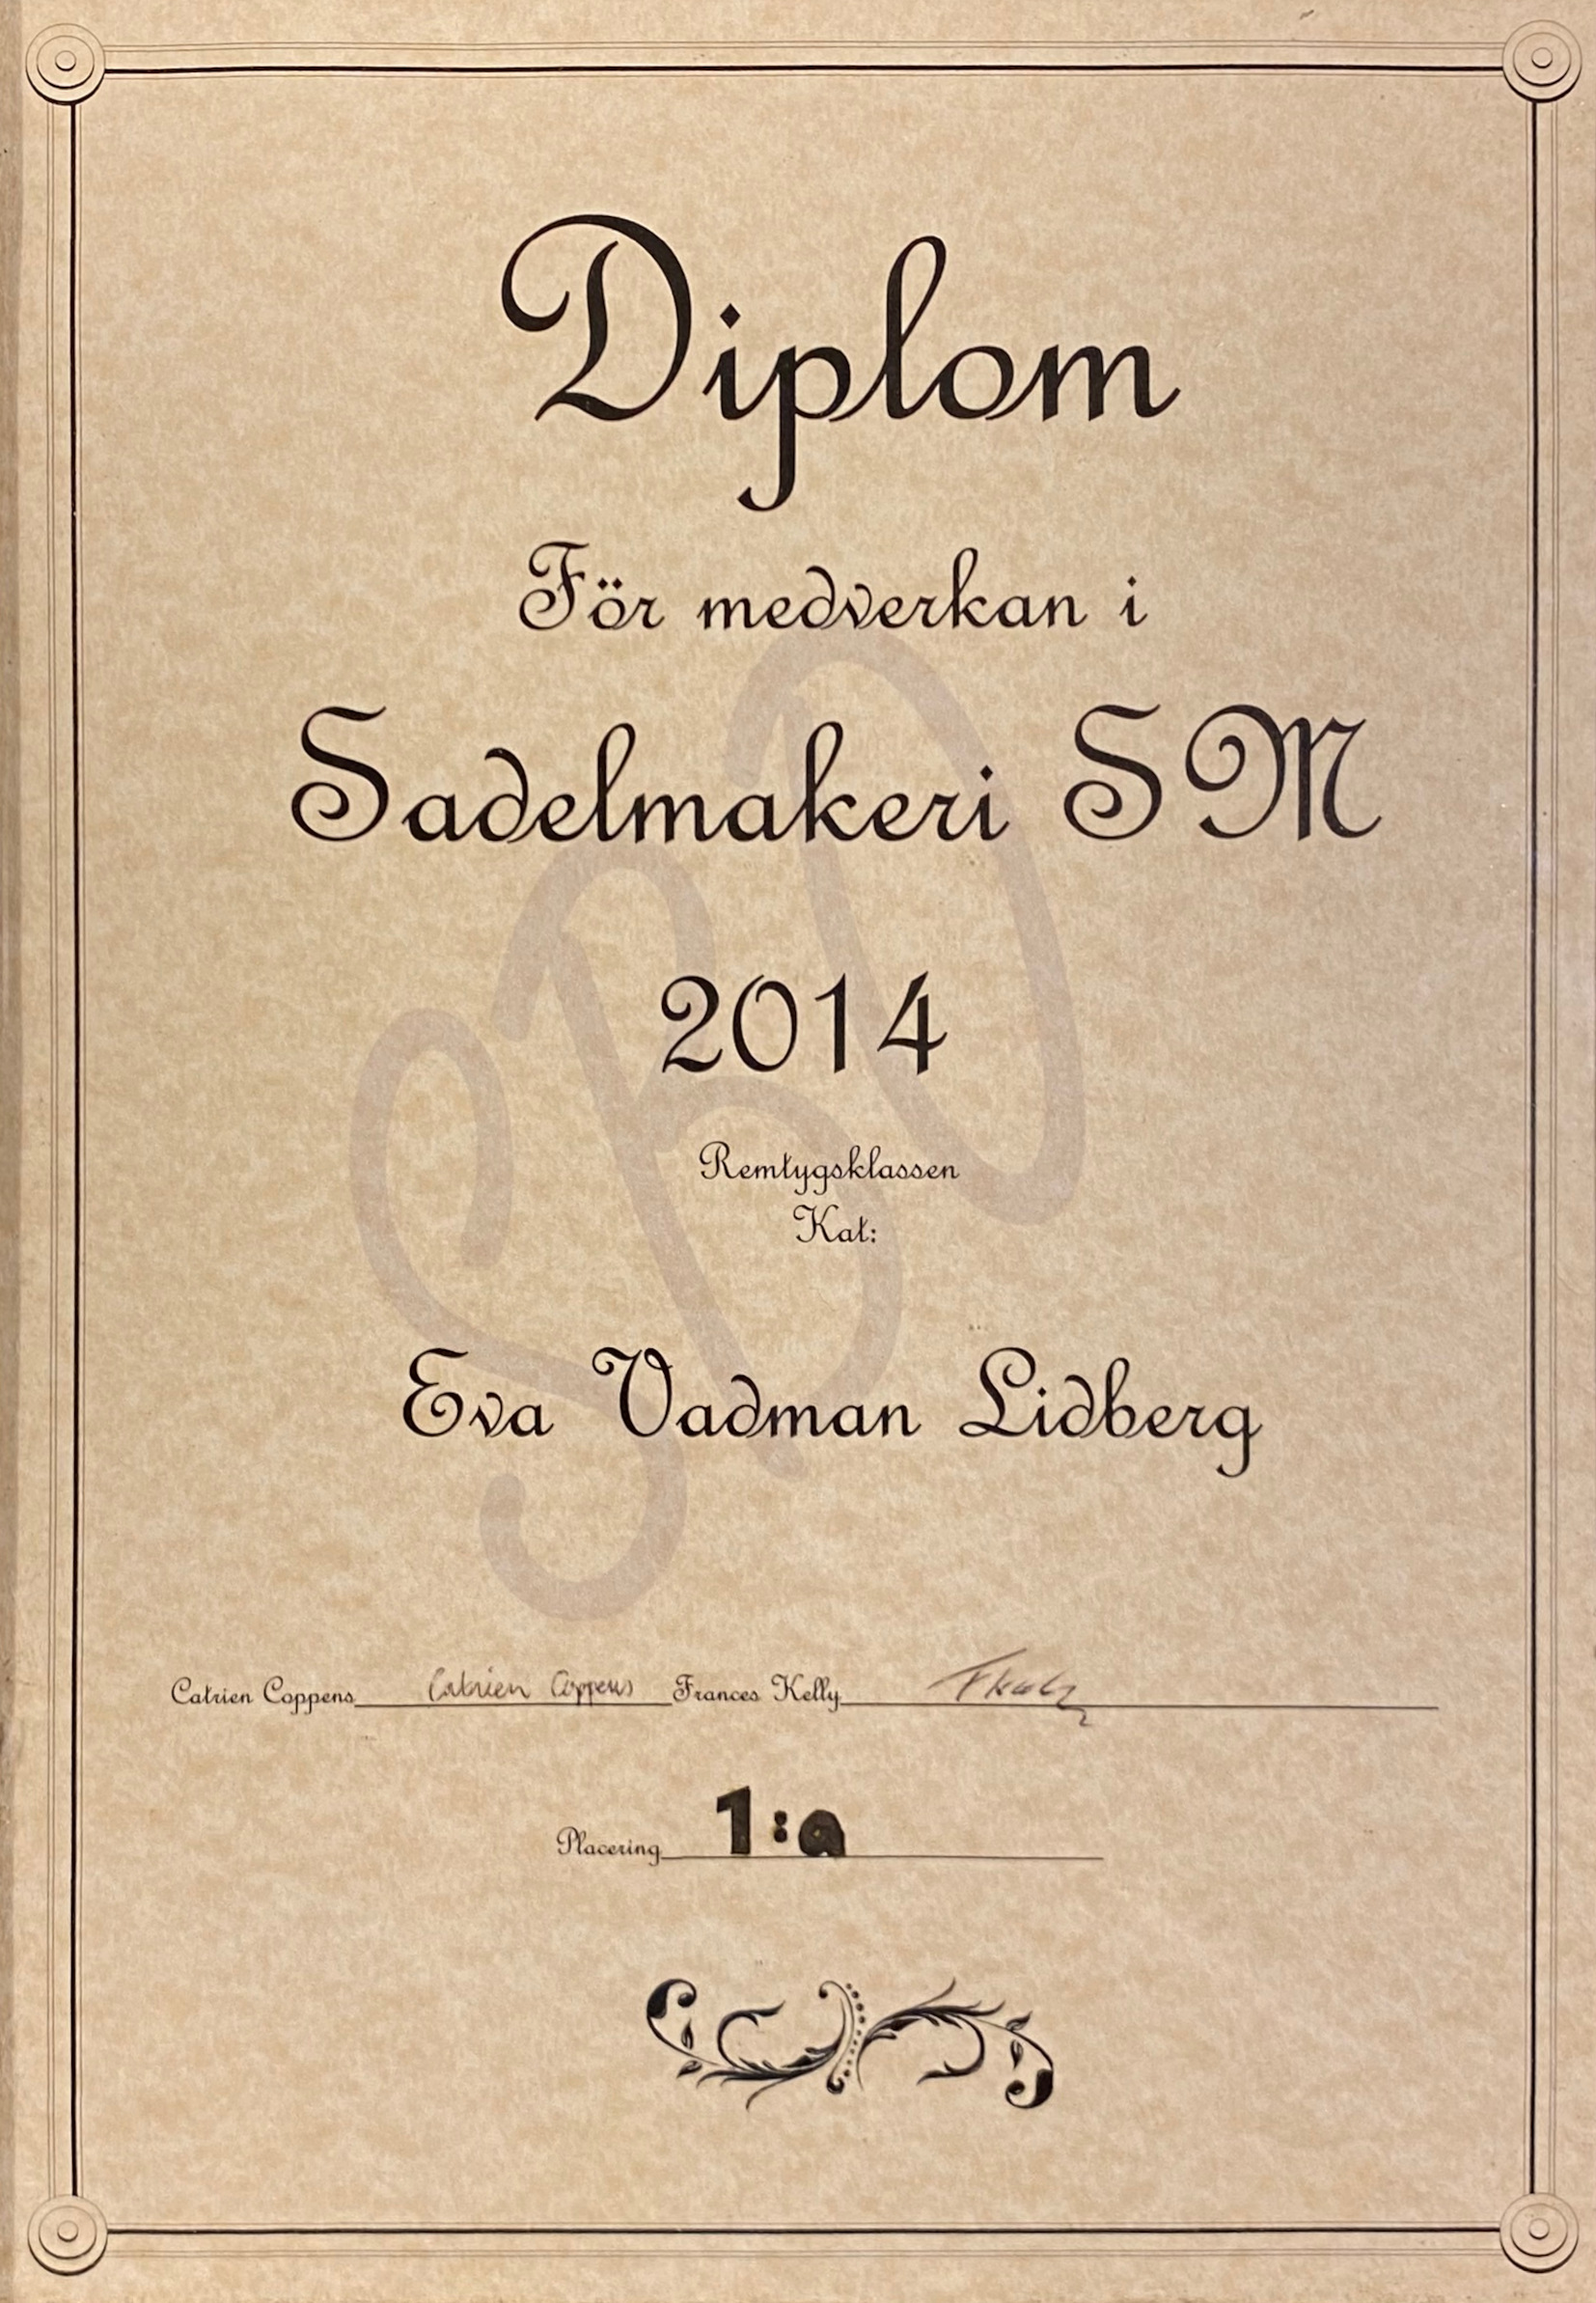 Diplom
För medverkan i
Sadelmakeri SM
2014
Remtygsklassen
Kat:
Eva Vadman Lidberg
Catrien Coppens Catrien Coppens Frances Kelly FKelly
Placering 1:a